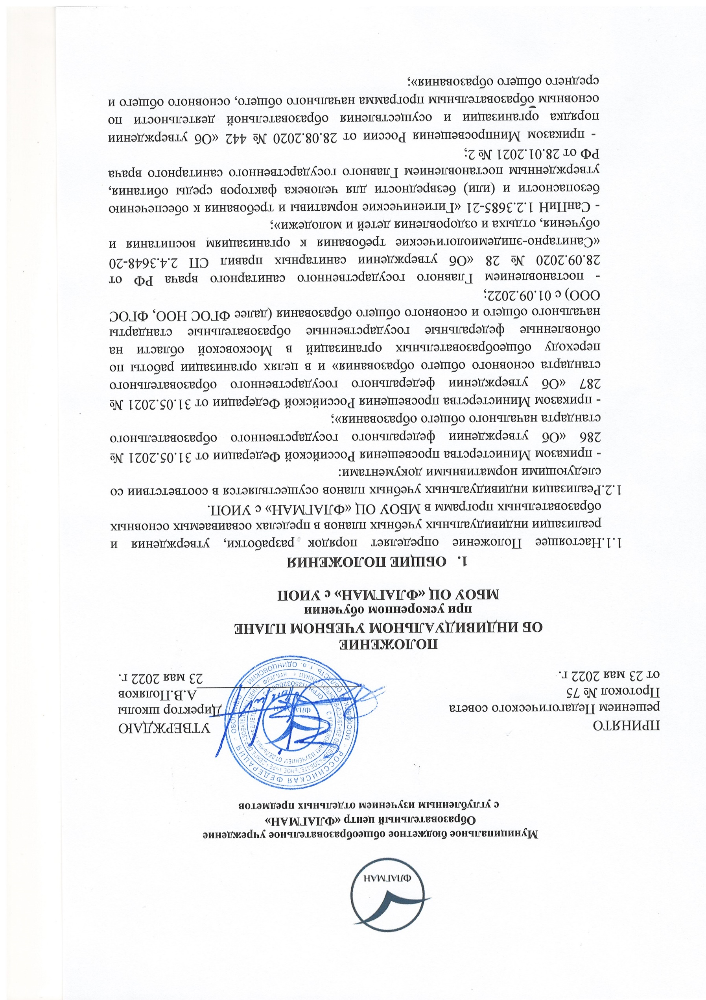 ФЛАГМАН
Муниципальное бюджетное общеобразовательное учреждение
Образовательный центр «ФЛАГМАН»
с углубленным изучением отдельных предметов
ПРИНЯТО
решением Педагогического совета
Протокол № 75
от 23 мая 2022 г.
УТВЕРЖДАЮ
Директор школы
А.В.Поляков
23 мая 2022 г.
РОССИЙСКАЯ ФЕДЕРАЦИЯ
ФЛАГМАН
ПОЛОЖЕНИЕ
ОБ ИНДИВИДУАЛЬНОМ УЧЕБНОМ ПЛАНЕ
при ускоренном обучении
МБОУ ОЦ «ФЛАГМАН» с УИОП
1. ОБЩИЕ ПОЛОЖЕНИЯ
1.1.Настоящее Положение определяет порядок разработки, утверждения и
реализации индивидуальных учебных планов в пределах осваиваемых основных
образовательных программ в МБОУ ОЦ «ФЛАГМАН» с УИОП.
1.2.Реализация индивидуальных учебных планов осуществляется в соответствии со
следующими нормативными документами:
- приказом Министерства просвещения Российской Федерации от 31.05.2021 №
286 «Об утверждении федерального государственного образовательного
стандарта начального общего образования»;
- приказом Министерства просвещения Российской Федерации от 31.05.2021 №
287 «Об утверждении федерального государственного образовательного
стандарта основного общего образования» и в целях организации работы по
переходу общеобразовательных организаций в Московской области на
обновленные федеральные государственные образовательные стандарты
начального общего и основного общего образования (далее ФГОС НОО, ФГОС
ООО) с 01.09.2022;
- постановлением Главного государственного санитарного врача РФ от
28.09.2020 № 28 «Об утверждении санитарных правил СП 2.4.3648-20
«Санитарно-эпидемиологические требования к организациям воспитания и
обучения, отдыха и оздоровления детей и молодежи»;
- СанПиН 1.2.3685-21 «Гигиенические нормативы и требования к обеспечению
безопасности и (или) безвредности для человека факторов среды обитания,
утвержденным постановлением Главного государственного санитарного врача
РФ от 28.01.2021 № 2;
- приказом Минпросвещения России от 28.08.2020 № 442 «Об утверждении
порядка организации и осуществления образовательной деятельности по
основным образовательным программа начального общего, основного общего и
среднего общего образования»;